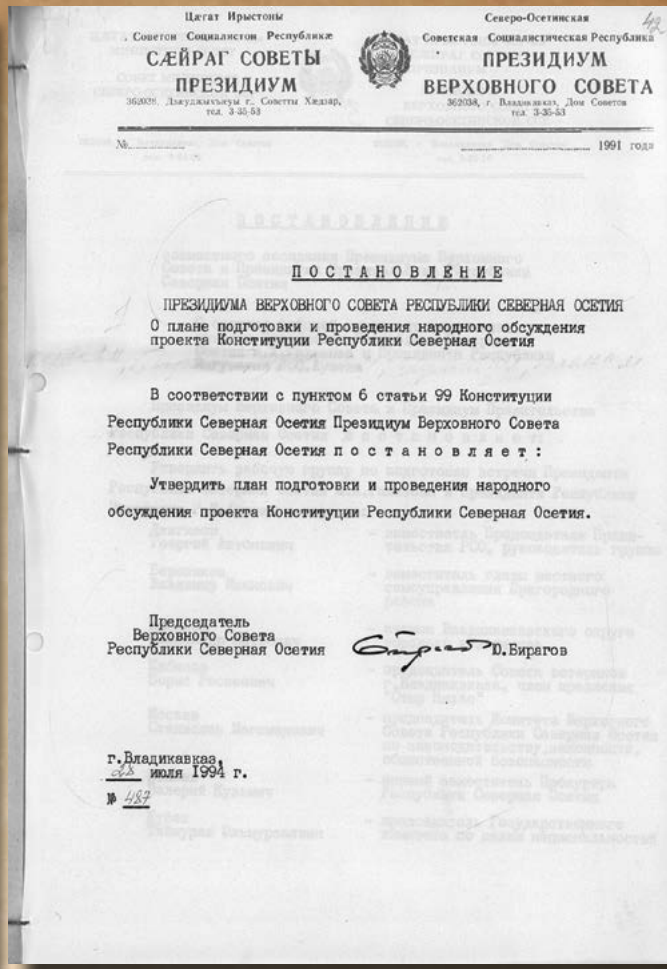 42
Цæгат Ирыстоны
Советон Социалистон Республикæ
СÆЙРАГ СОВЕТЫ
ПРЕЗИДИУМ
362038, Дзæуджыхъæуы г., Советты Хæдзар,
тел. 3-35-53
Северо-Осетинская
Советская Социалистическая Республика
ПРЕЗИДИУМ
ВЕРХОВНОГО СОВЕТА
362038, г. Владикавказ, Дом Советов
тел. 3-35-53
№
1991 года
ПОСТАНОВЛЕНИЕ
ПРЕЗИДИУМА ВЕРХОВНОГО СОВЕТА РЕСПУБЛИКИ СЕВЕРНАЯ ОСЕТИЯ
О плане подготовки и проведения народного обсуждения
проекта Конституции Республики Северная Осетия
В соответствии с пунктом 6 статьи 99 Конституции
Республики Северная Осетия Президиум Верховного Совета
Республики Северная Осетия п о с т а н о в л я е т :
Утвердить план подготовки и проведения народного
обсуждения проекта Конституции Республики Северная Осетия.
Председатель
Верховного Совета
Республики Северная Осетия
Ю.Бирагов
г.Владикавказ,
28 июля 1994 г.
№ 487